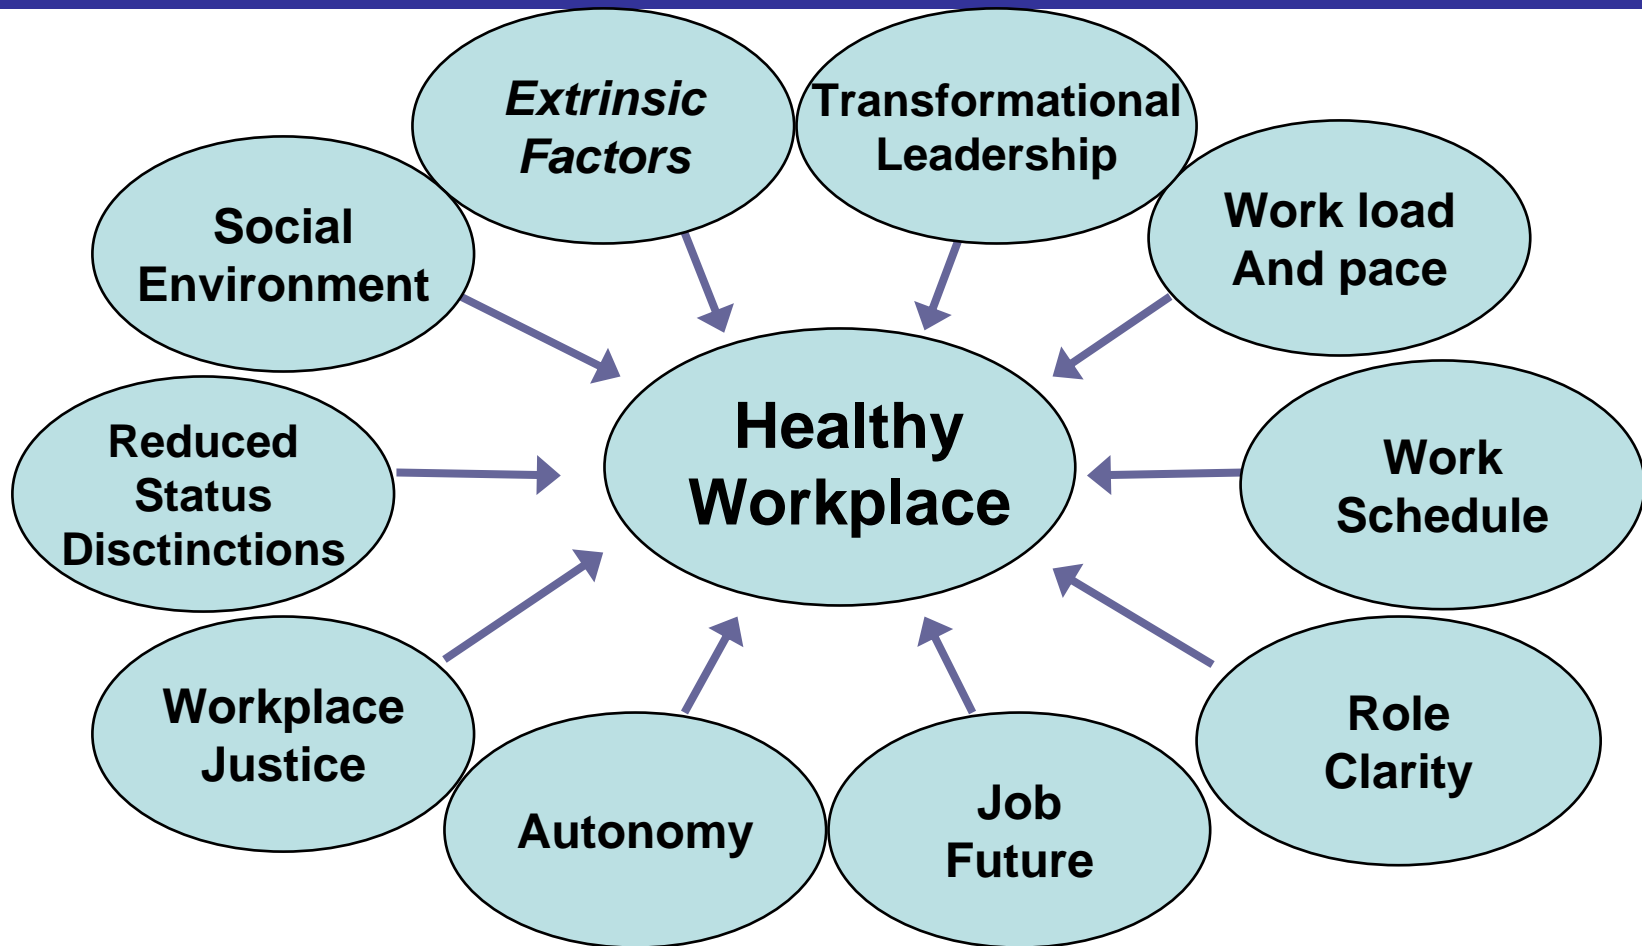 Extrinsic
Factors
Transformational
Leadership
Social
Environment
Work load
And pace
Healthy
Workplace
Reduced
Status
Disctinctions
Work
Schedule
Workplace
Justice
Role
Clarity
Autonomy
Job
Future